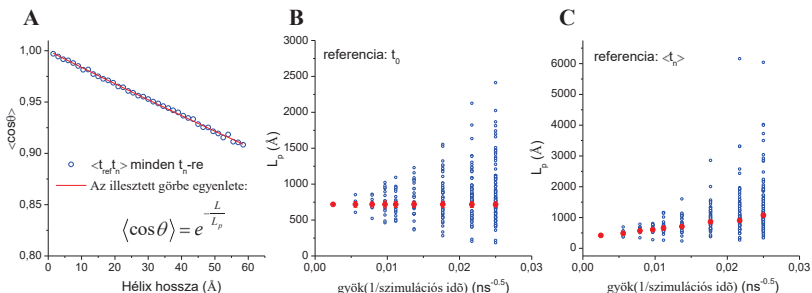 A
1,00
0,95
0,90
0,85
0,80
<cosθ>
<t_ref t_n> minden t_n-re
Az illesztett görbe egyenlete:
⟨cosθ⟩ = e^(-L/L_p)
0 10 20 30 40 50 60
Hélix hossza (Å)
B
referencia: t_0
3000
2500
2000
1500
1000
500
0
L_p (Å)
0,00 0,01 0,02 0,03
gyök(1/szimulációs idõ) (ns^-0.5)
C
referencia: <t_n>
6000
5000
4000
3000
2000
1000
0
L_p (Å)
0,00 0,01 0,02 0,03
gyök(1/szimulációs idõ) (ns^-0.5)